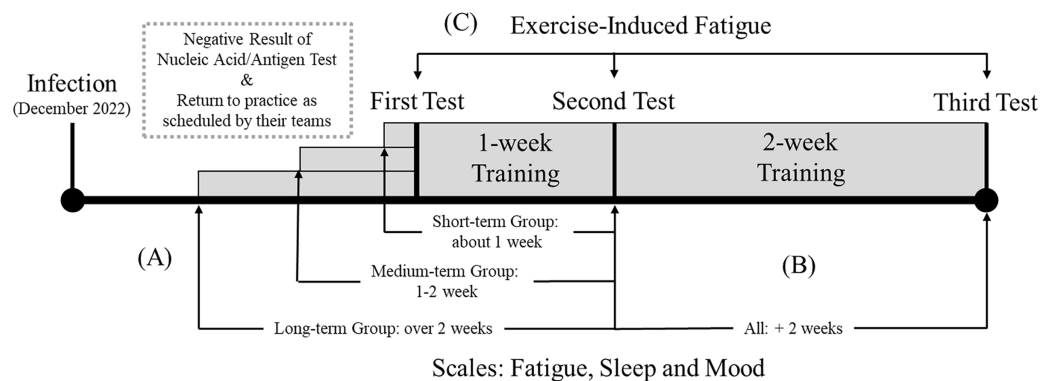 (C)
Exercise-Induced Fatigue
Negative Result of
Nucleic Acid/Antigen Test
&
Return to practice as
scheduled by their teams
Infection
(December 2022)
First Test
Second Test
Third Test
1-week
Training
2-week
Training
Short-term Group:
about 1 week
(A)
(B)
Medium-term Group:
1-2 week
Long-term Group: over 2 weeks
All: + 2 weeks
Scales: Fatigue, Sleep and Mood